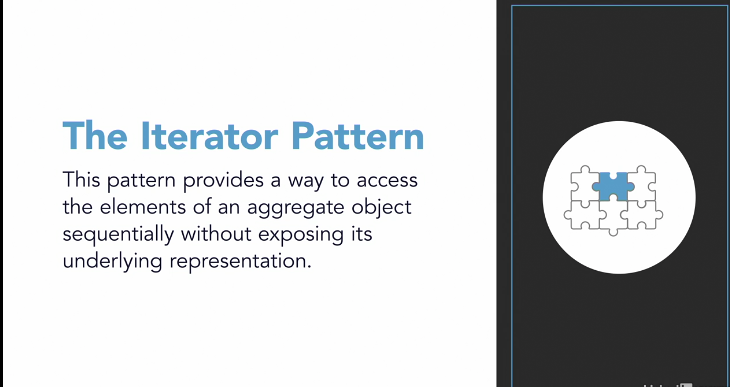 The Iterator Pattern
This pattern provides a way to access
the elements of an aggregate object
sequentially without exposing its
underlying representation.